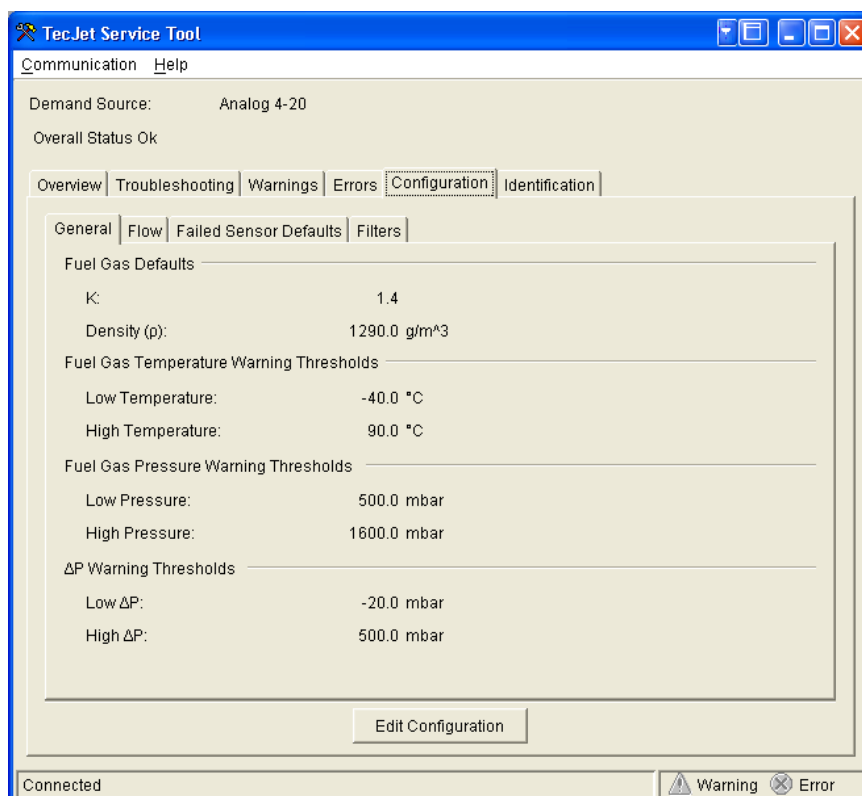 TecJet Service Tool
Communication Help
Demand Source: Analog 4-20
Overall Status Ok
Overview Troubleshooting Warnings Errors Configuration Identification
General Flow Failed Sensor Defaults Filters
Fuel Gas Defaults
K: 1.4
Density (ρ): 1290.0 g/m^3
Fuel Gas Temperature Warning Thresholds
Low Temperature: -40.0 °C
High Temperature: 90.0 °C
Fuel Gas Pressure Warning Thresholds
Low Pressure: 500.0 mbar
High Pressure: 1600.0 mbar
ΔP Warning Thresholds
Low ΔP: -20.0 mbar
High ΔP: 500.0 mbar
Edit Configuration
Connected Warning Error